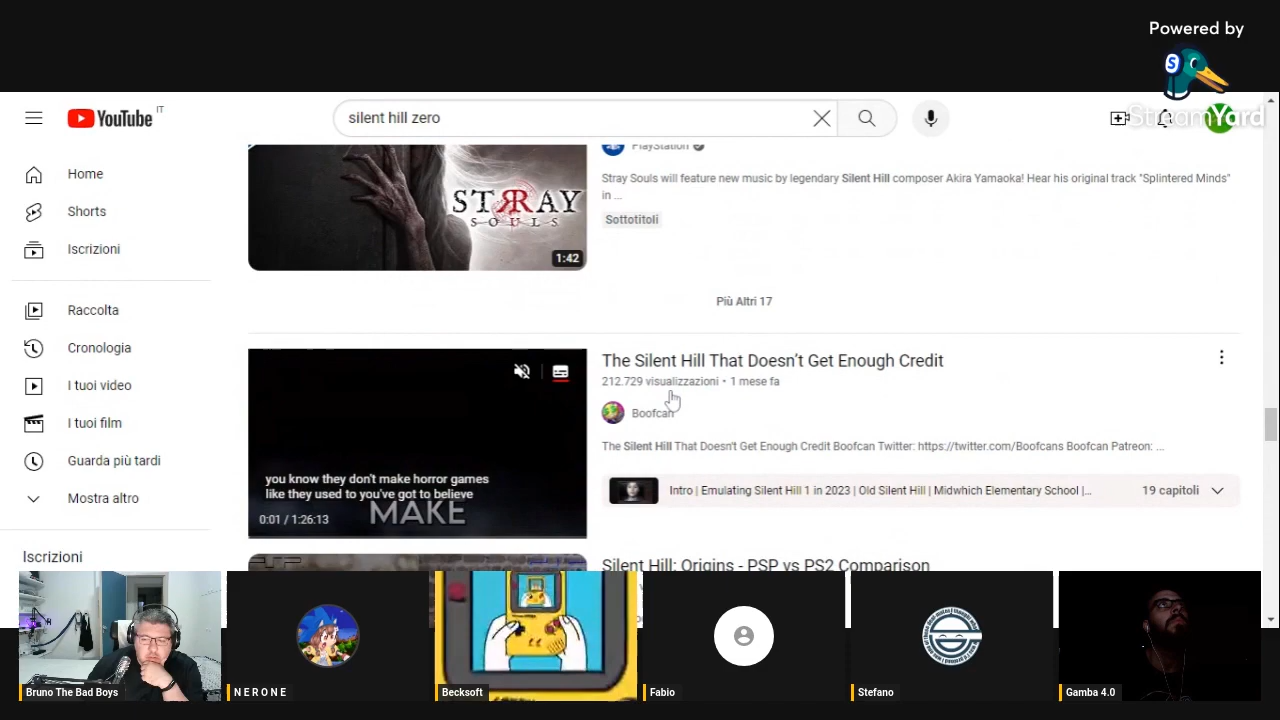 Powered by
S
StreamYard
YouTube IT
silent hill zero
Home
Shorts
Iscrizioni
Raccolta
Cronologia
I tuoi video
I tuoi film
Guarda più tardi
Mostra altro
Iscrizioni
STRAY
SOULS
1:42
PlayStation
Stray Souls will feature new music by legendary Silent Hill composer Akira Yamaoka! Hear his original track "Splintered Minds"
in ...
Sottotitoli
Più Altri 17
you know they don't make horror games
like they used to you've got to believe
MAKE
0:01 / 1:26:13
The Silent Hill That Doesn't Get Enough Credit
212.729 visualizzazioni • 1 mese fa
Boofcan
The Silent Hill That Doesn't Get Enough Credit Boofcan Twitter: https://twitter.com/Boofcans Boofcan Patreon: ...
Intro | Emulating Silent Hill 1 in 2023 | Old Silent Hill | Midwhich Elementary School |...
19 capitoli
Silent Hill: Origins - PSP vs PS2 Comparison
Bruno The Bad Boys
N E R O N E
Becksoft
Fabio
Stefano
Gamba 4.0